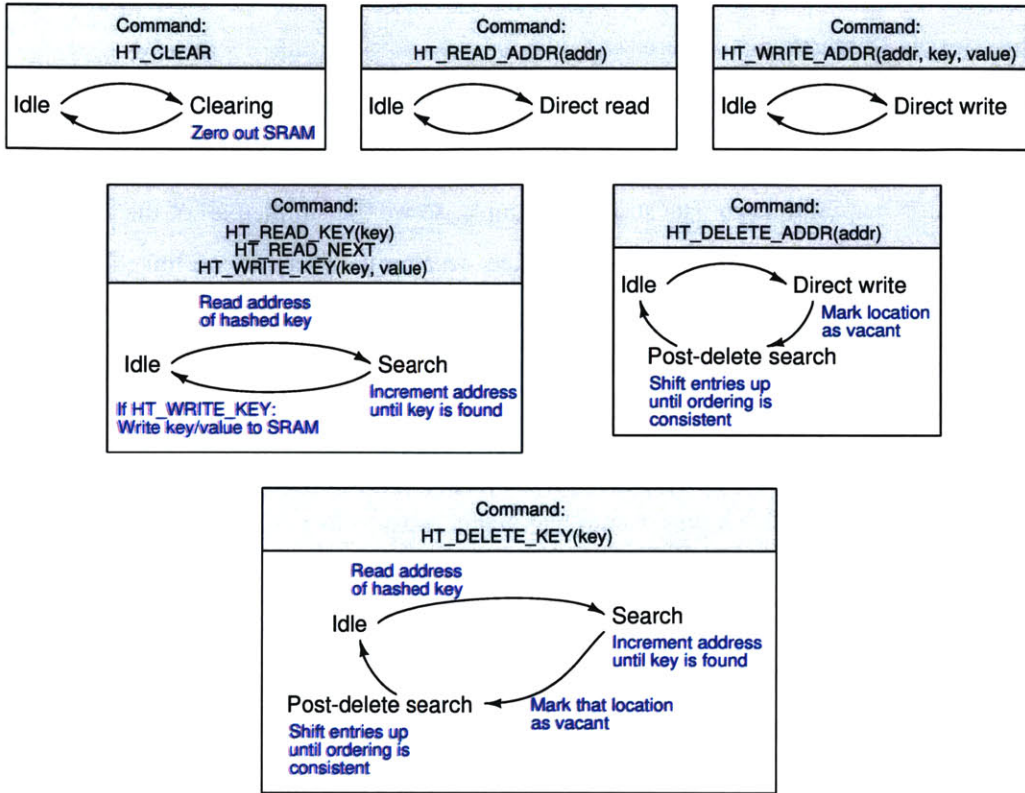 Command:
HT_CLEAR
Idle
Clearing
Zero out SRAM
Command:
HT_READ_ADDR(addr)
Idle
Direct read
Command:
HT_WRITE_ADDR(addr, key, value)
Idle
Direct write
Command:
HT_READ_KEY(key)
HT_READ_NEXT
HT_WRITE_KEY(key, value)
Read address
of hashed key
Idle
Search
Increment address
until key is found
If HT_WRITE_KEY:
Write key/value to SRAM
Command:
HT_DELETE_ADDR(addr)
Idle
Direct write
Mark location
as vacant
Post-delete search
Shift entries up
until ordering is
consistent
Command:
HT_DELETE_KEY(key)
Read address
of hashed key
Idle
Search
Increment address
until key is found
Post-delete search
Mark that location
as vacant
Shift entries up
until ordering is
consistent